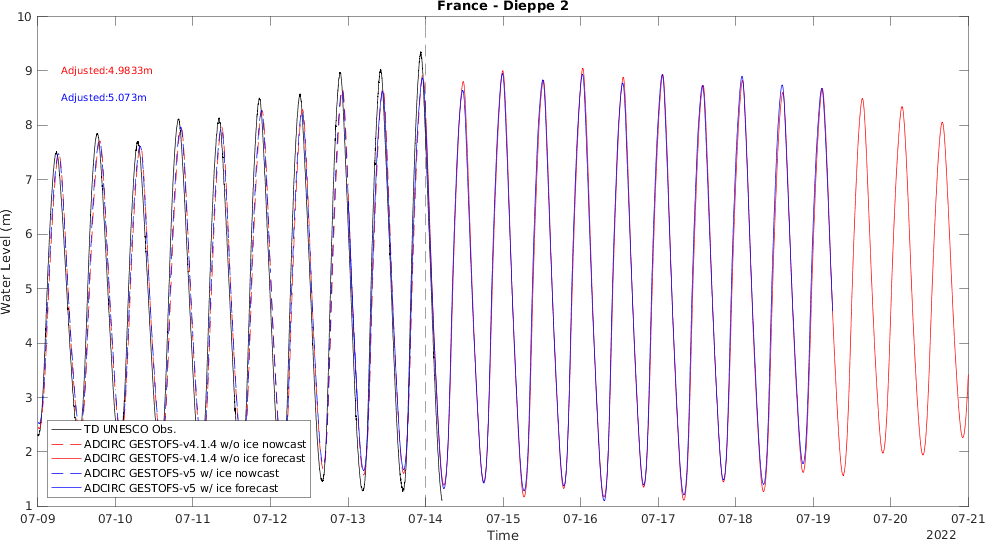 France - Dieppe 2
Adjusted:4.9833m
Adjusted:5.073m
Water Level (m)
10
9
8
7
6
5
4
3
2
1
TD UNESCO Obs.
ADCIRC GESTOFS-v4.1.4 w/o ice nowcast
ADCIRC GESTOFS-v4.1.4 w/o ice forecast
ADCIRC GESTOFS-v5 w/ ice nowcast
ADCIRC GESTOFS-v5 w/ ice forecast
07-09 07-10 07-11 07-12 07-13 07-14 07-15 07-16 07-17 07-18 07-19 07-20 07-21
Time
2022